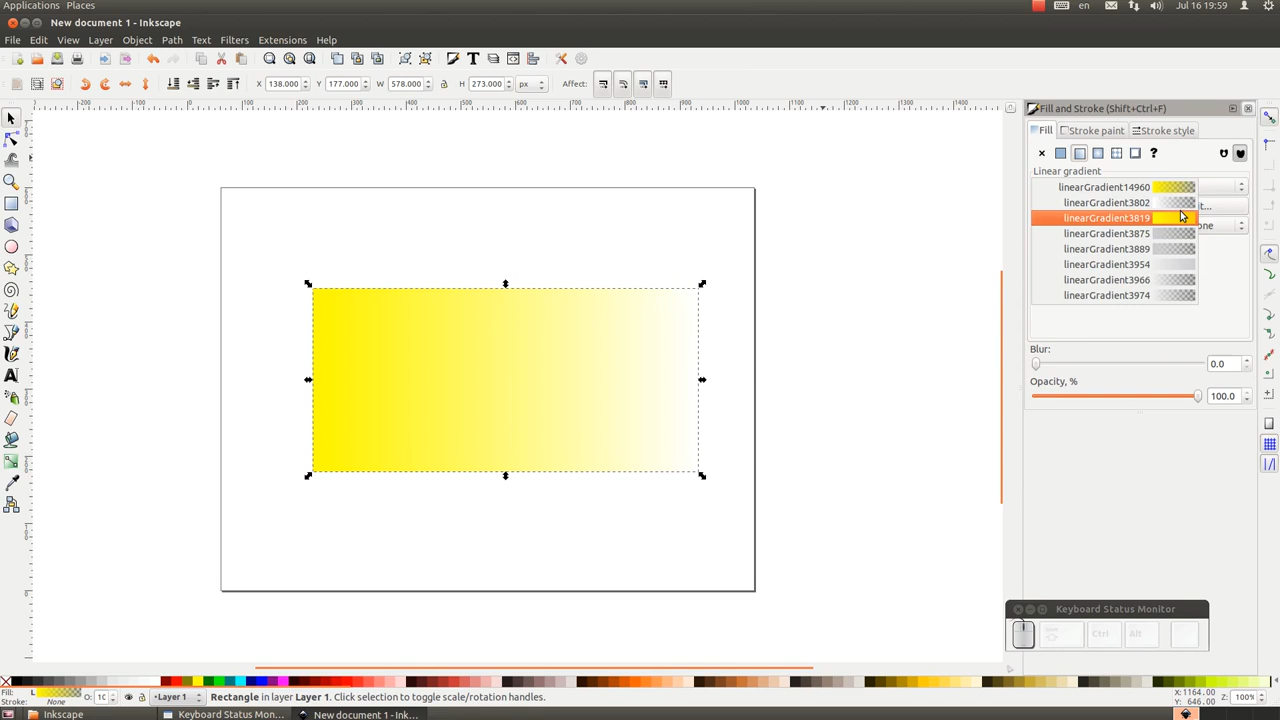 Applications Places
en
Jul 16 19:59
New document 1 - Inkscape
File Edit View Layer Object Path Text Filters Extensions Help
X 138.000 Y 177.000 W 578.000 H 273.000 px Affect:
Fill and Stroke (Shift+Ctrl+F)
Fill Stroke paint Stroke style
?
Linear gradient
linearGradient14960
linearGradient3802
linearGradient3819
linearGradient3875
linearGradient3889
linearGradient3954
linearGradient3966
linearGradient3974
Blur:
0.0
Opacity, %
100.0
Keyboard Status Monitor
Ctrl Alt
Fill: L
Stroke: None
O: Layer 1 Rectangle in layer Layer 1. Click selection to toggle scale/rotation handles.
X: 1164.00
Y: 646.00
Z: 100%
Inkscape Keyboard Status Mon... New document 1 - Ink...